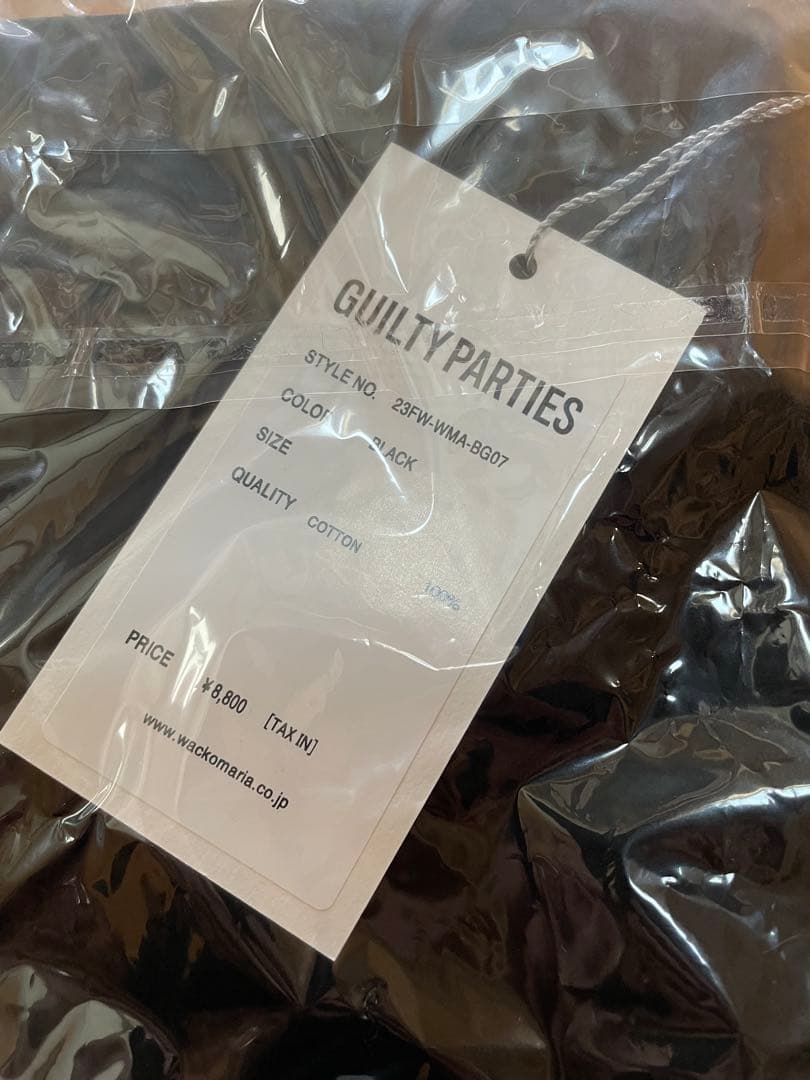 GUILTY PARTIES
STYLE NO. 23FW-WMA-BG07
COLOR BLACK
SIZE
QUALITY COTTON 100%
PRICE ¥8,800 [TAX IN]
www.wackomaria.co.jp